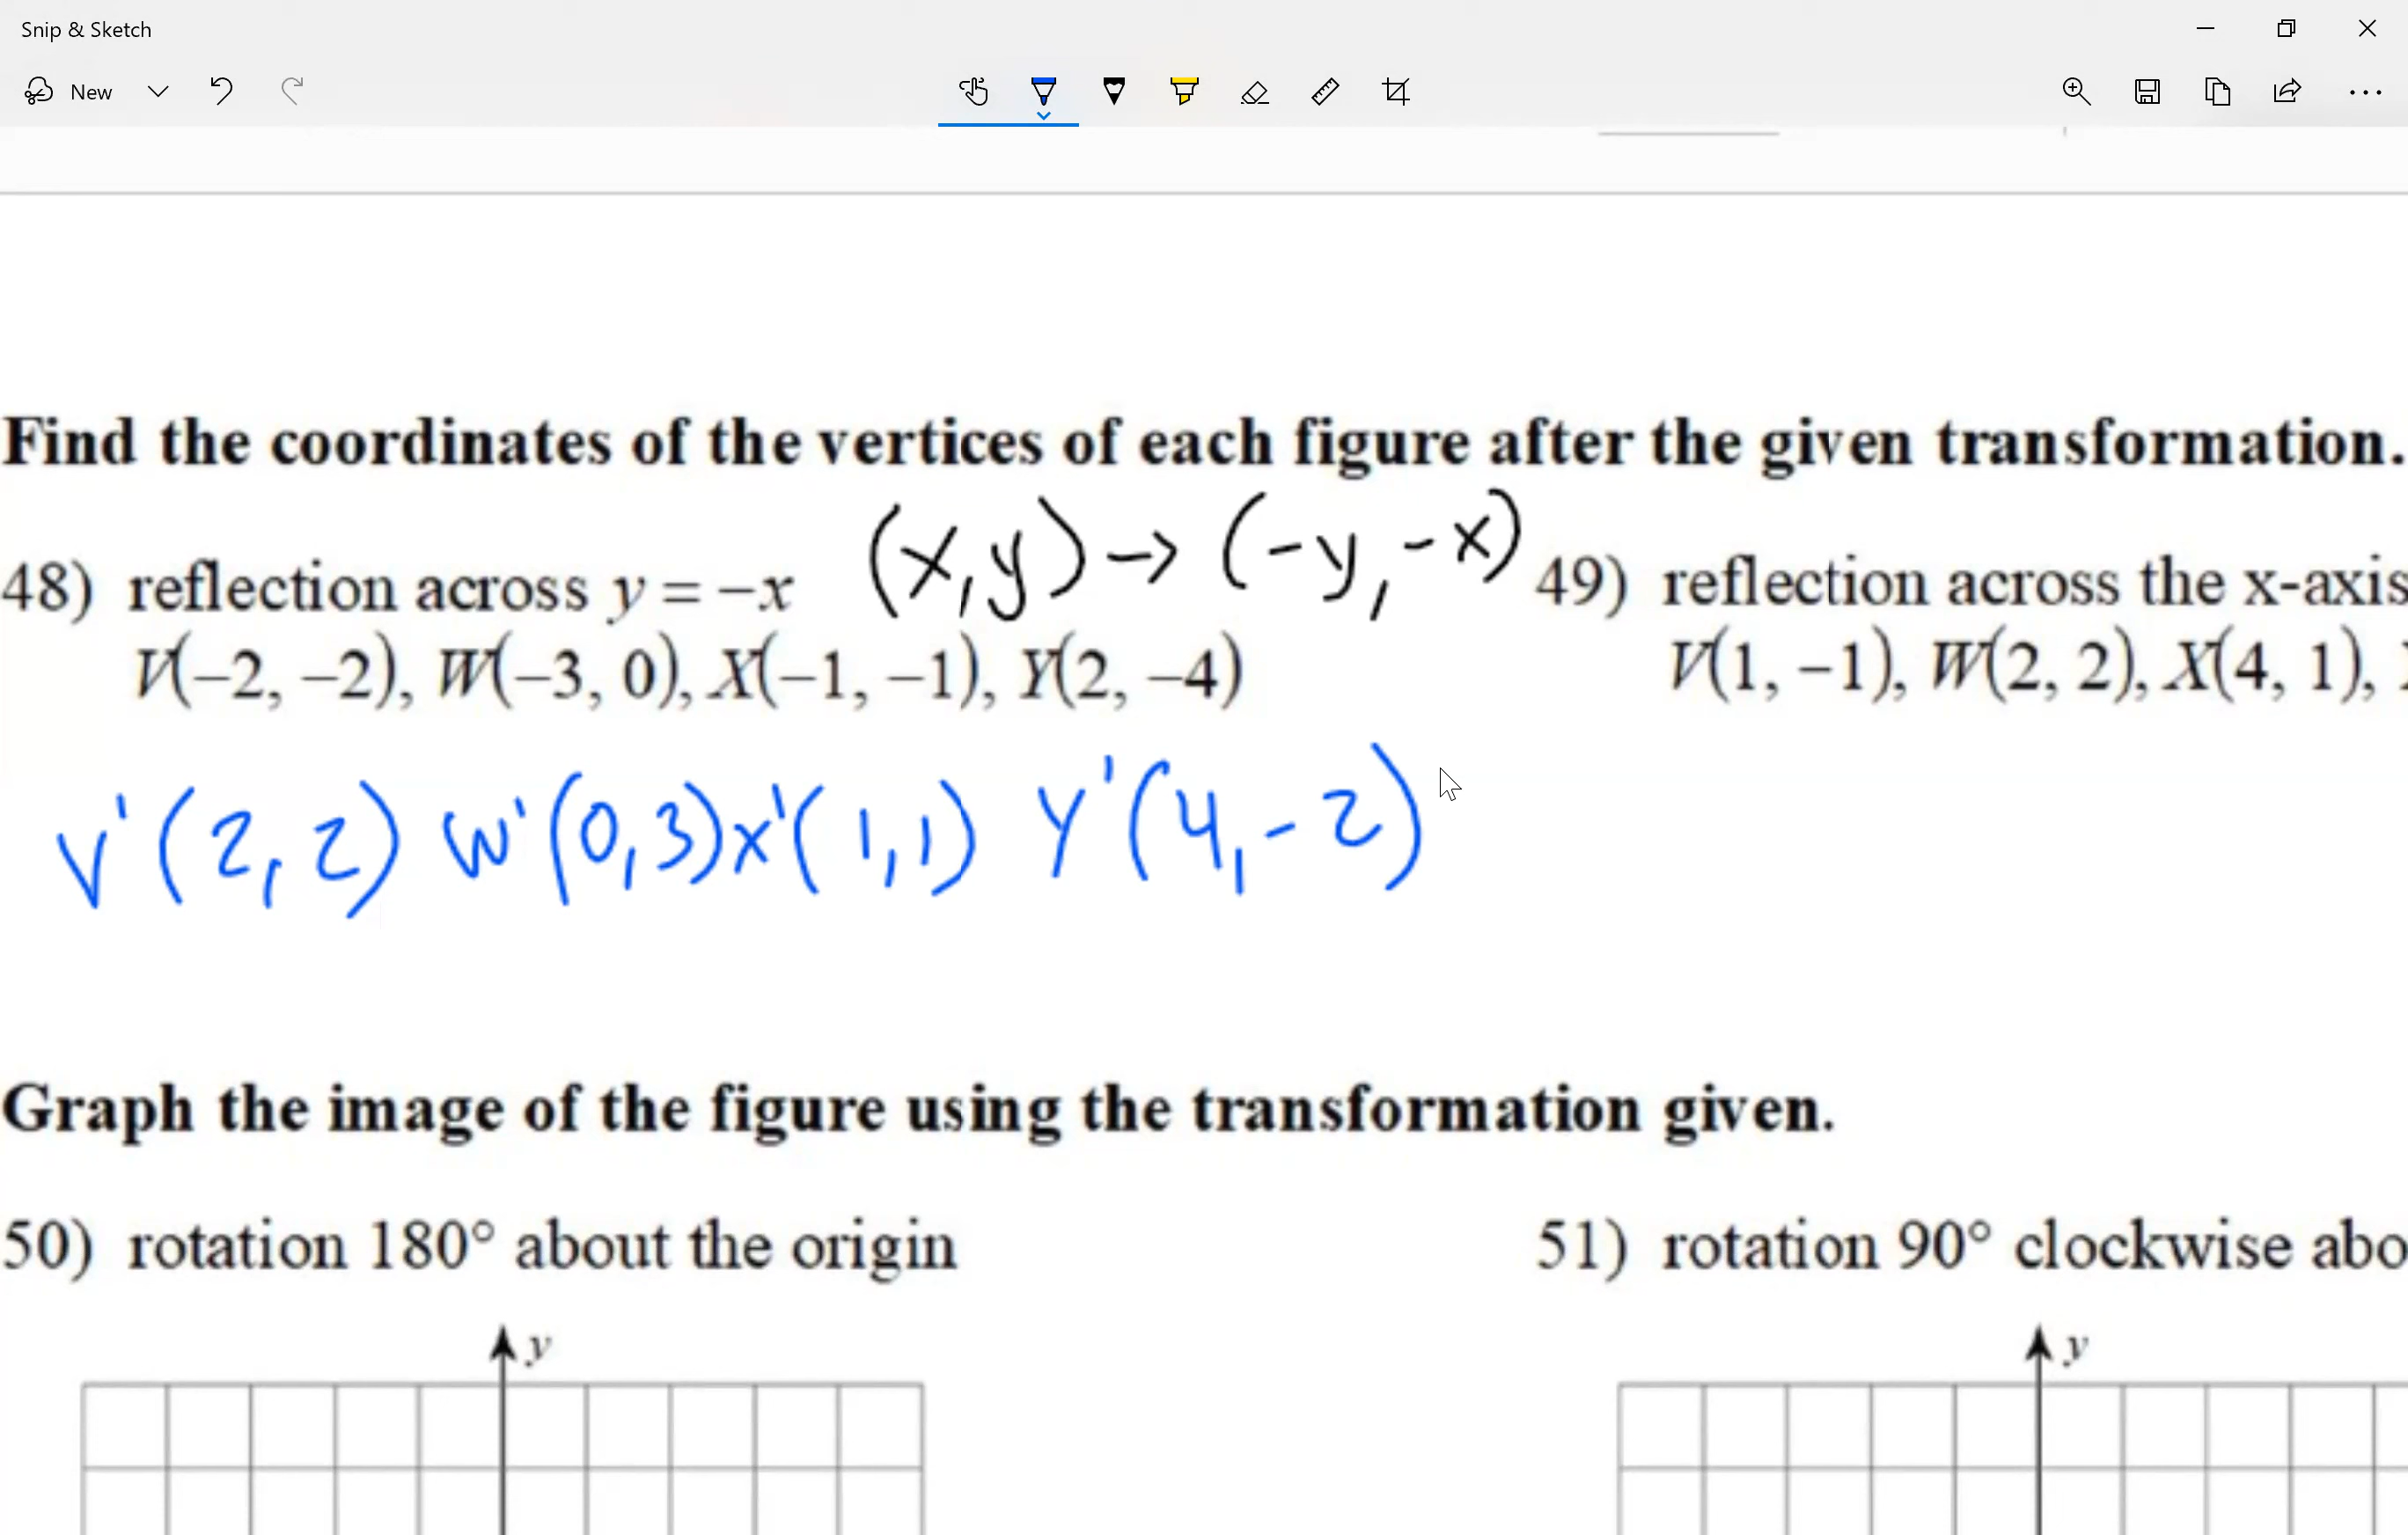 Snip & Sketch
New
Find the coordinates of the vertices of each figure after the given transformation.
(x,y) → (-y,-x)
48) reflection across y = −x
V(−2, −2), W(−3, 0), X(−1, −1), Y(2, −4)
49) reflection across the x-axis
V(1, −1), W(2, 2), X(4, 1),
V'(2,2) W'(0,3) X'(1,1) Y'(4,-2)
Graph the image of the figure using the transformation given.
50) rotation 180° about the origin
51) rotation 90° clockwise abo
y
y